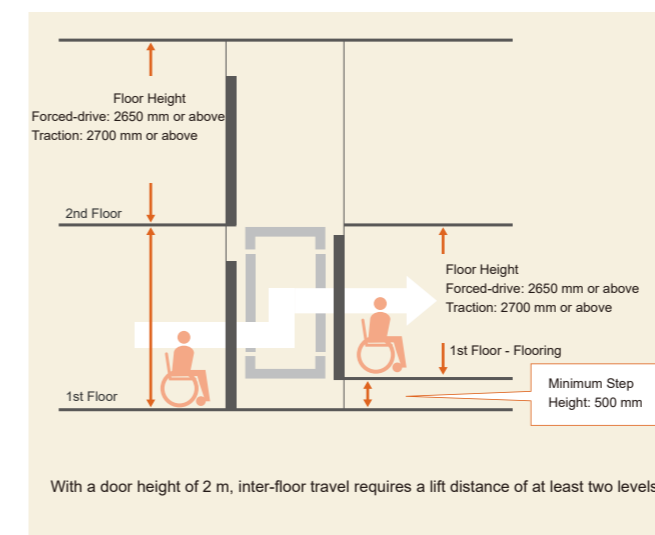 Floor Height
Forced-drive: 2650 mm or above
Traction: 2700 mm or above
2nd Floor
Floor Height
Forced-drive: 2650 mm or above
Traction: 2700 mm or above
1st Floor - Flooring
1st Floor
Minimum Step
Height: 500 mm
With a door height of 2 m, inter-floor travel requires a lift distance of at least two levels